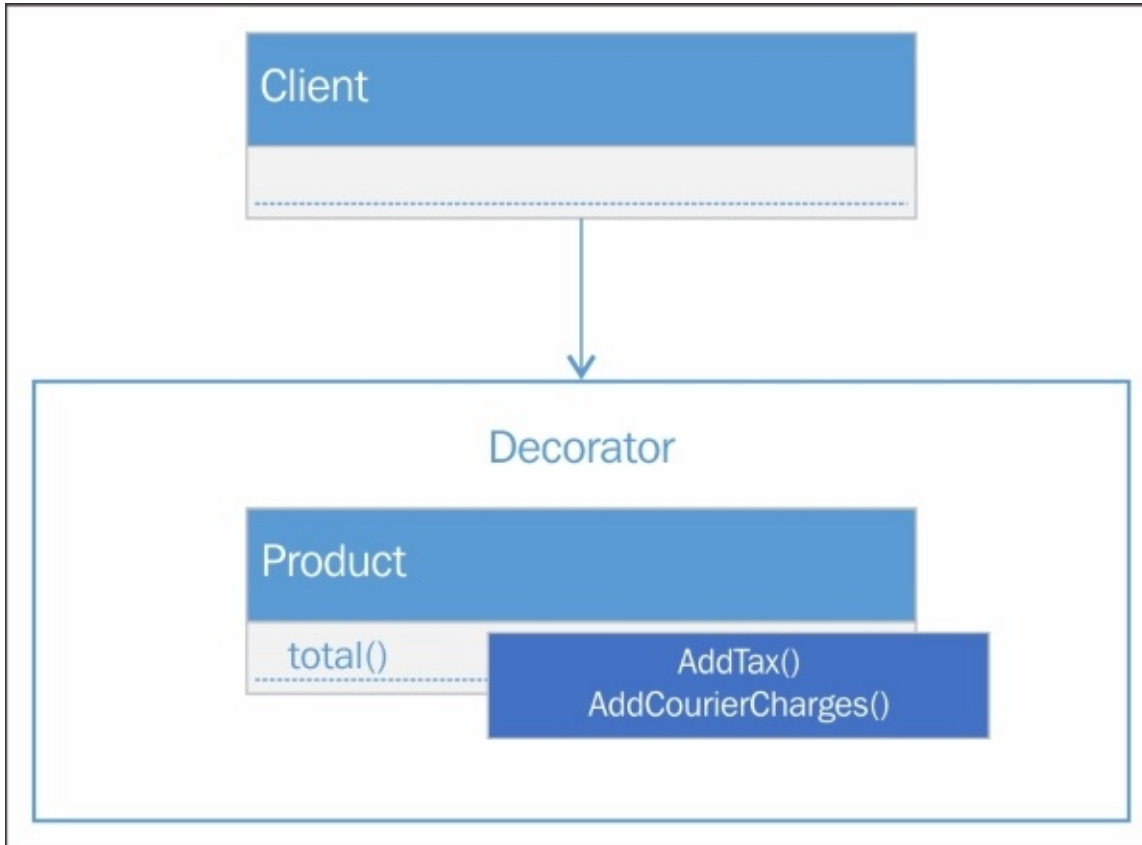 Client
Decorator
Product
total()
AddTax()
AddCourierCharges()